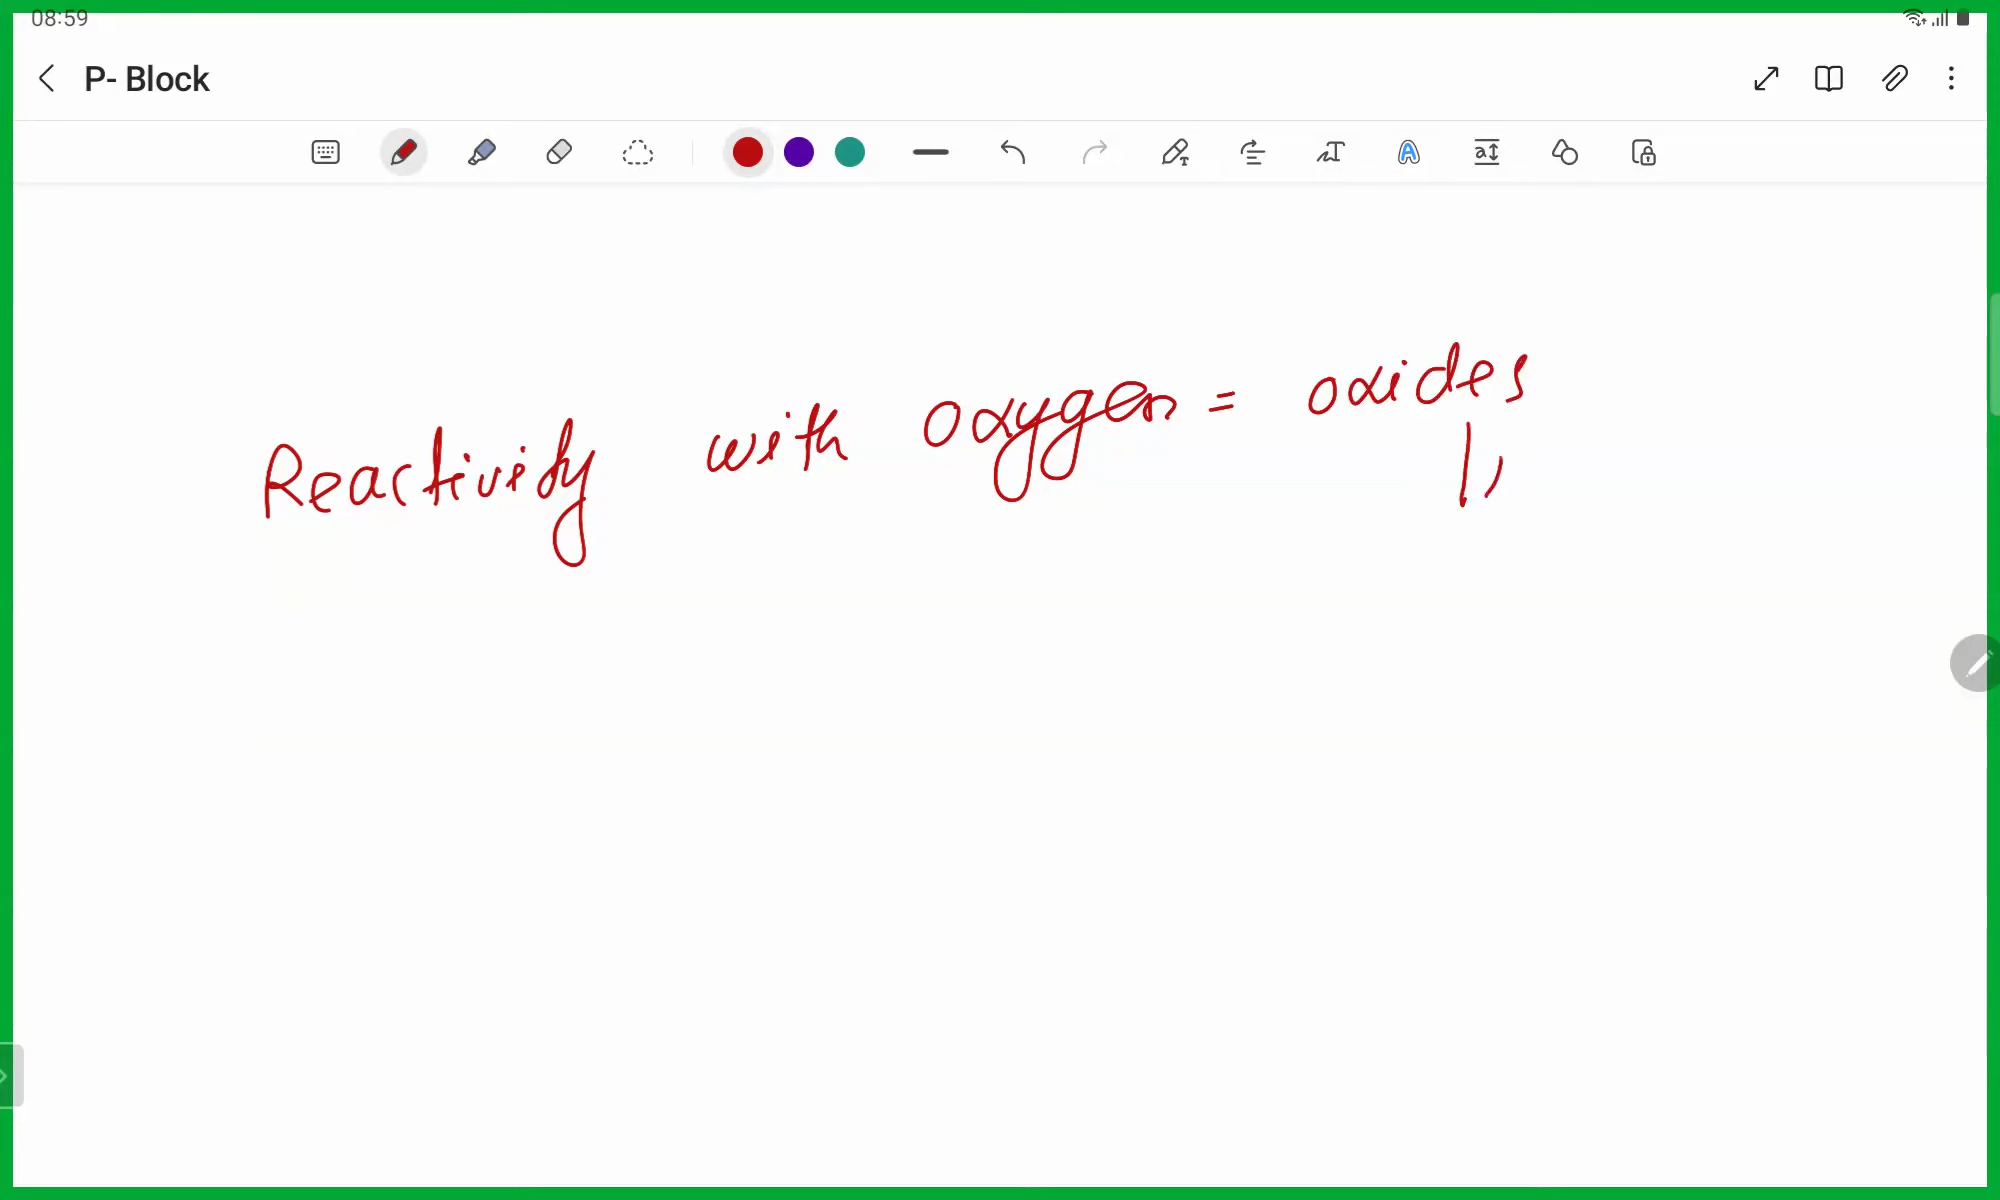 08:59
P- Block
Reactivity with oxygen = oxides